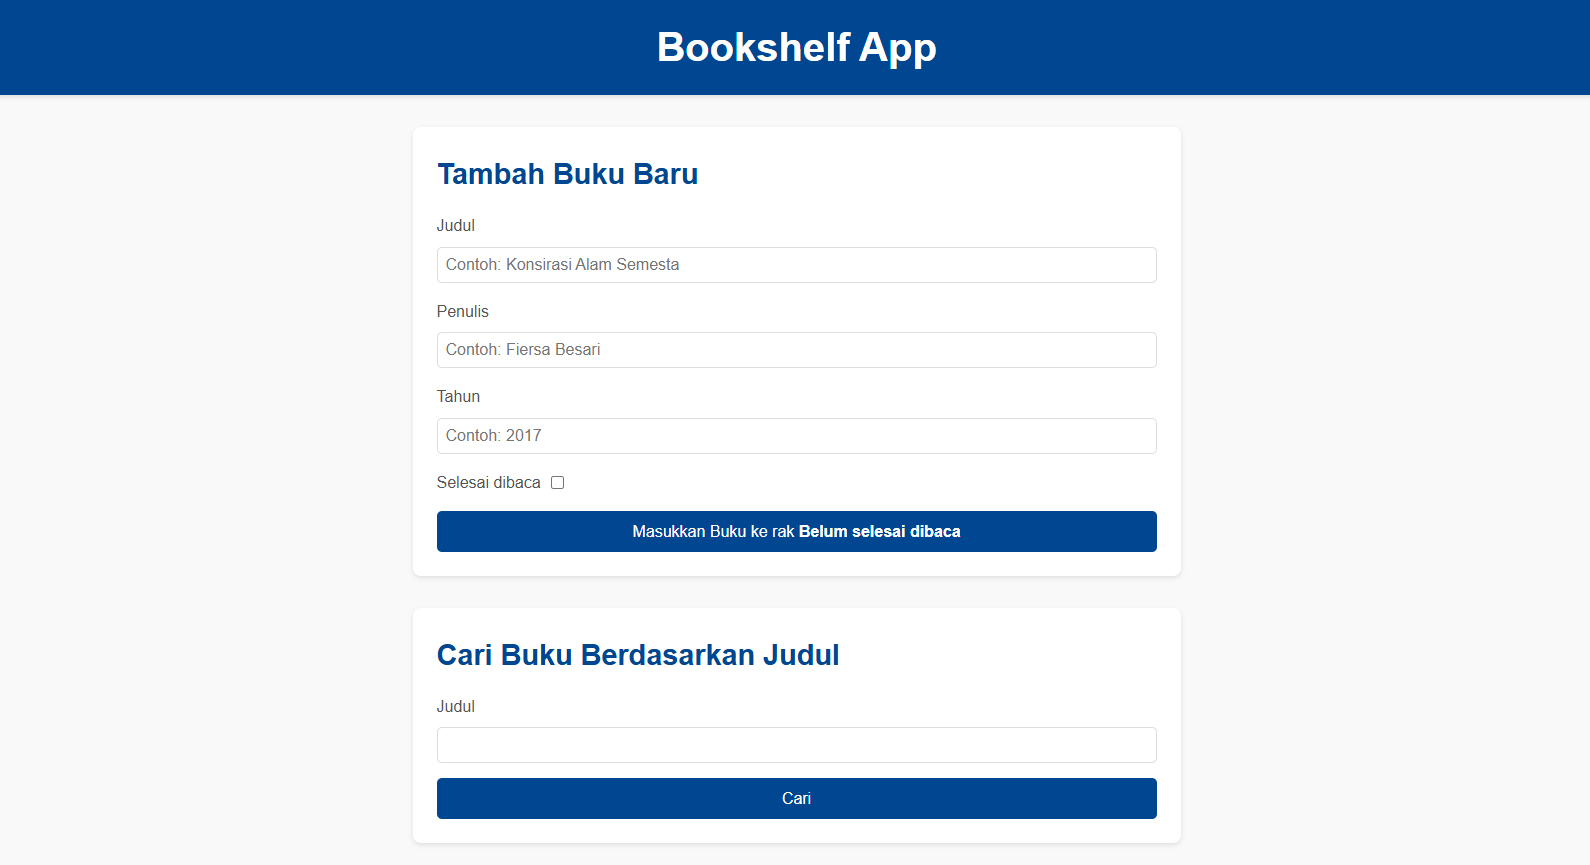 Bookshelf App
Tambah Buku Baru
Judul
Contoh: Konsirasi Alam Semesta
Penulis
Contoh: Fiersa Besari
Tahun
Contoh: 2017
Selesai dibaca
Masukkan Buku ke rak Belum selesai dibaca
Cari Buku Berdasarkan Judul
Judul
Cari